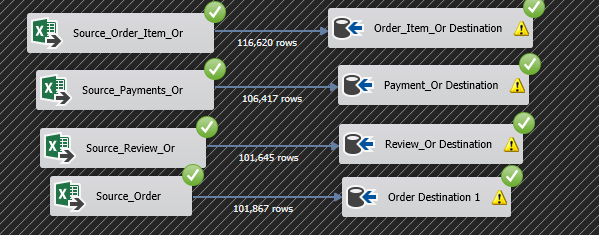 Source_Order_Item_Or
116,620 rows
Order_Item_Or Destination
Source_Payments_Or
106,417 rows
Payment_Or Destination
Source_Review_Or
101,645 rows
Review_Or Destination
Source_Order
101,867 rows
Order Destination 1